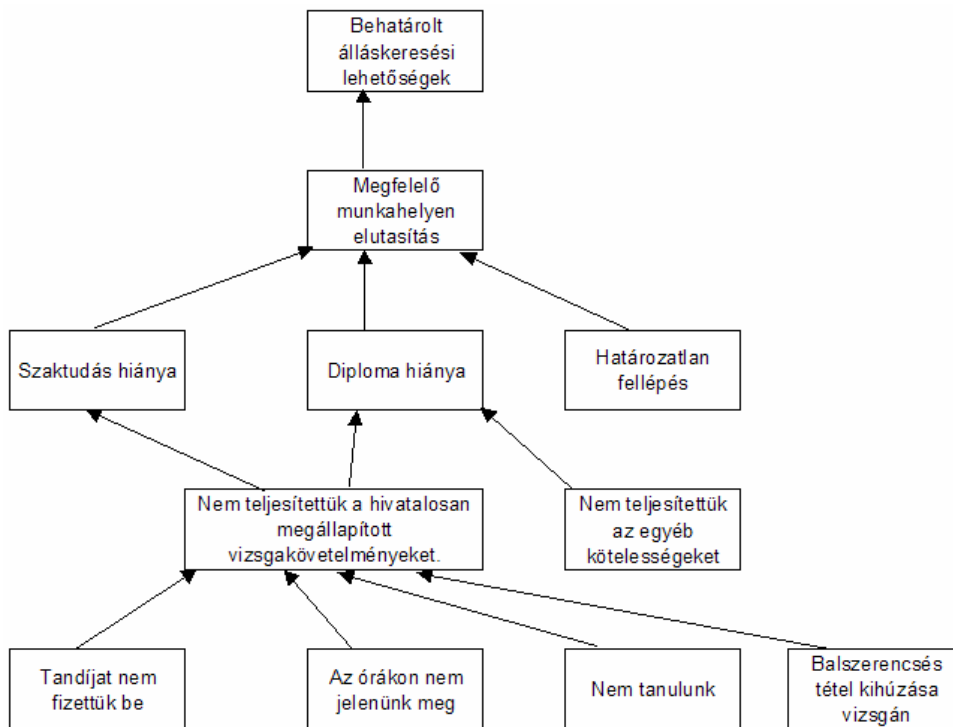 Behatárolt
álláskeresési
lehetőségek
Megfelelő
munkahelyen
elutasítás
Szaktudás hiánya
Diploma hiánya
Határozatlan
fellépés
Nem teljesítettük a hivatalosan
megállapított
vizsgakövetelményeket.
Nem teljesítettük
az egyéb
kötelességeket
Tandíjat nem
fizettük be
Az órákon nem
jelenünk meg
Nem tanulunk
Balszerencsés
tétel kihúzása
vizsgán